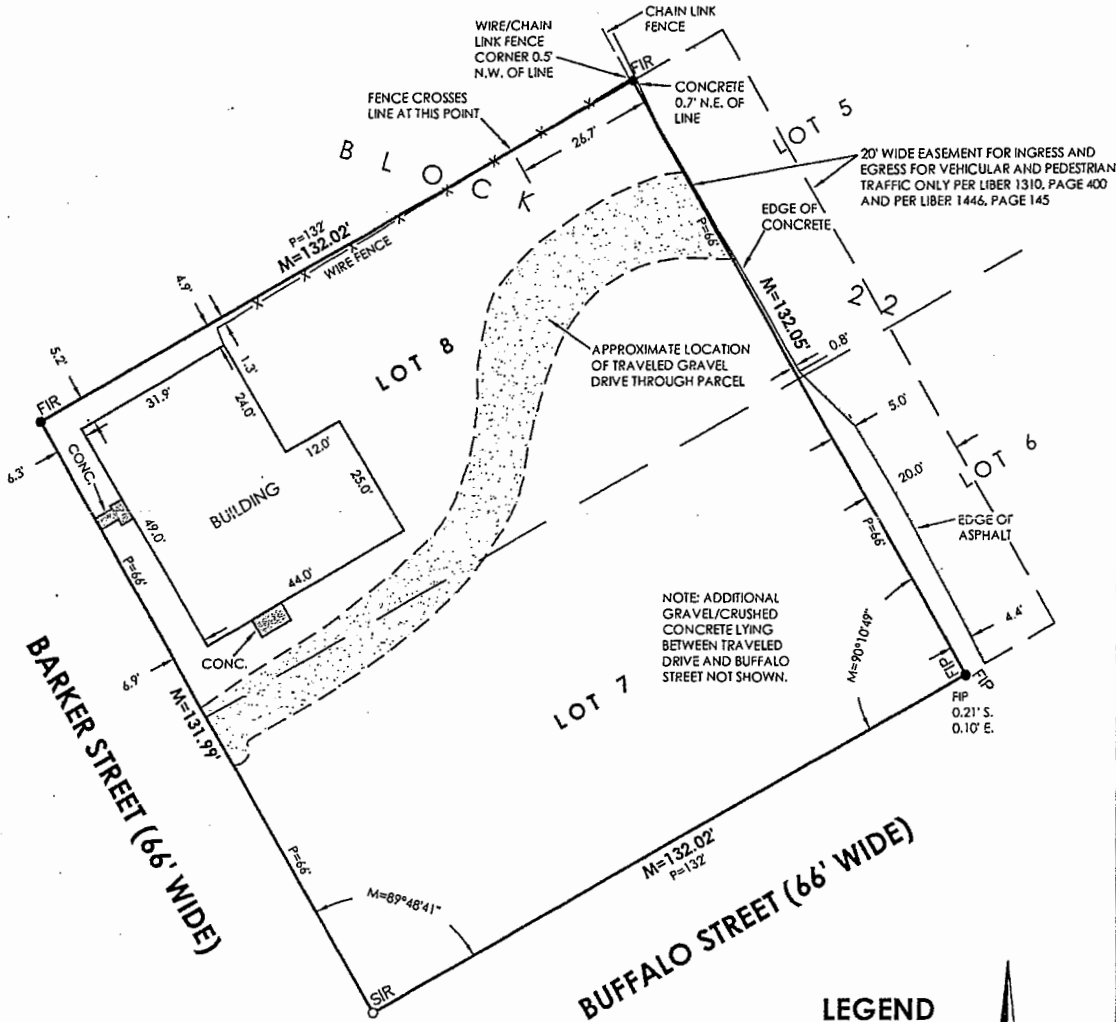 CHAIN LINK
FENCE
WIRE/CHAIN
LINK FENCE
CORNER 0.5'
N.W. OF LINE
FIR
CONCRETE
0.7' N.E. OF
LINE
FENCE CROSSES
LINE AT THIS POINT
26.7'
BLOCK
LOT 5
20' WIDE EASEMENT FOR INGRESS AND
EGRESS FOR VEHICULAR AND PEDESTRIAN
TRAFFIC ONLY PER LIBER 1310, PAGE 400
AND PER LIBER 1446, PAGE 145
EDGE OF
CONCRETE
P=66'
M=132.05'
22
P=132'
M=132.02'
WIRE FENCE
4.9'
5.2'
1.3'
LOT 8
APPROXIMATE LOCATION
OF TRAVELED GRAVEL
DRIVE THROUGH PARCEL
0.8'
FIR
31.9'
24.0'
12.0'
25.0'
5.0'
20.0'
LOT 6
6.3'
CONC.
BUILDING
49.0'
P=66'
44.0'
EDGE OF
ASPHALT
P=66'
NOTE: ADDITIONAL
GRAVEL/CRUSHED
CONCRETE LYING
BETWEEN TRAVELED
DRIVE AND BUFFALO
STREET NOT SHOWN.
CONC.
6.9'
4.4'
M=90°10'49"
FIP
FIP
FIP
0.21' S.
0.10' E.
LOT 7
M=131.99'
BARKER STREET (66' WIDE)
P=66'
M=132.02'
P=132'
M=89°48'41"
BUFFALO STREET (66' WIDE)
SIR
LEGEND